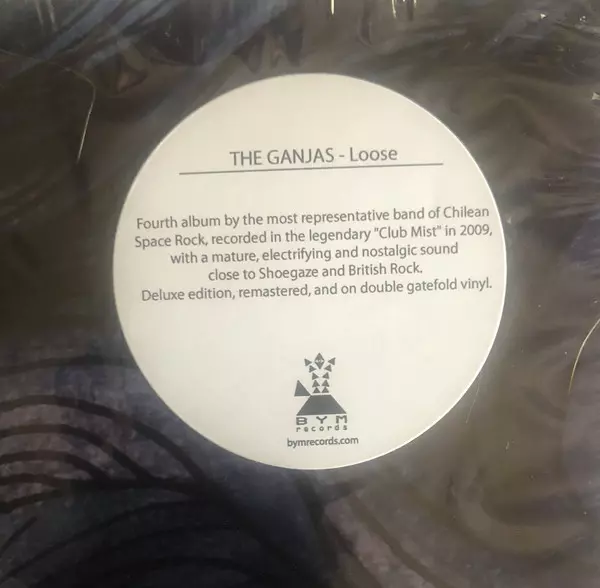 THE GANJAS - Loose
Fourth album by the most representative band of Chilean
Space Rock, recorded in the legendary "Club Mist" in 2009,
with a mature, electrifying and nostalgic sound
close to Shoegaze and British Rock.
Deluxe edition, remastered, and on double gatefold vinyl.
BYM
records
bymrecords.com